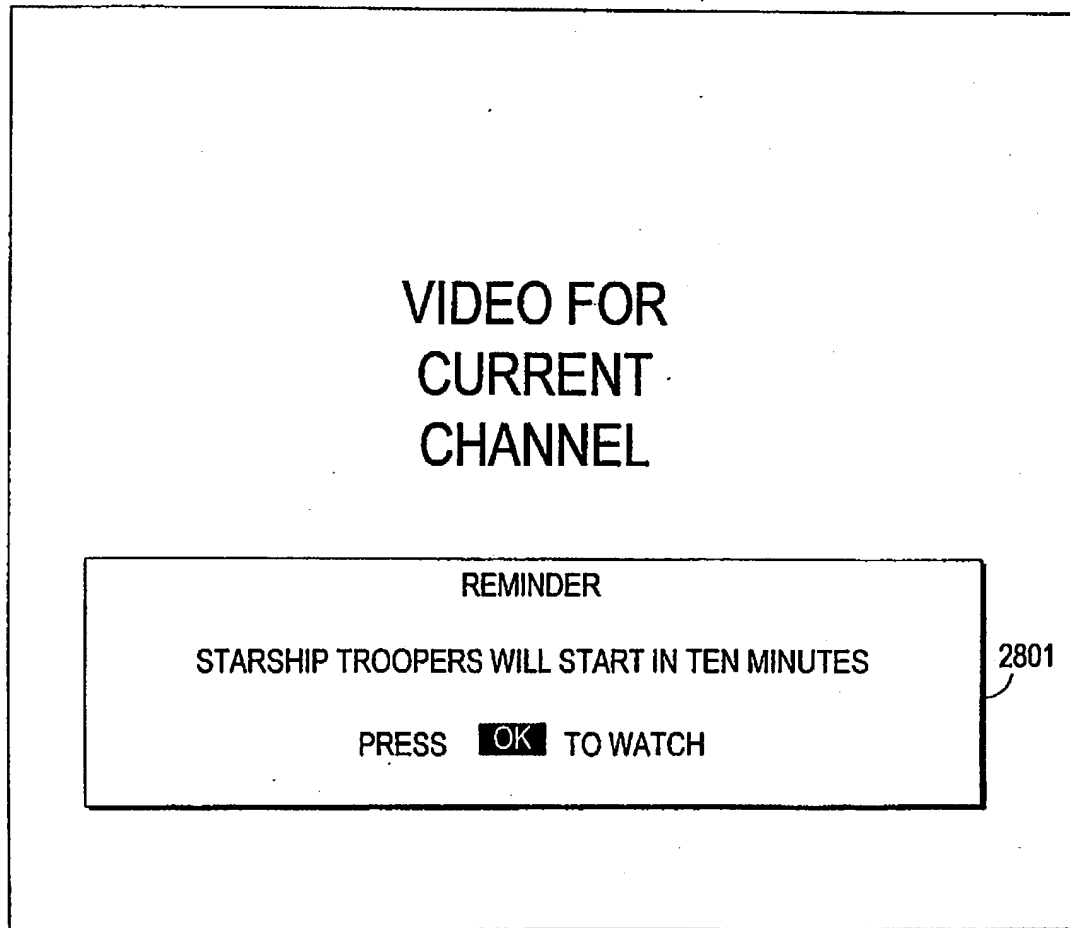 VIDEO FOR
CURRENT
CHANNEL
REMINDER
STARSHIP TROOPERS WILL START IN TEN MINUTES
2801
PRESS OK TO WATCH